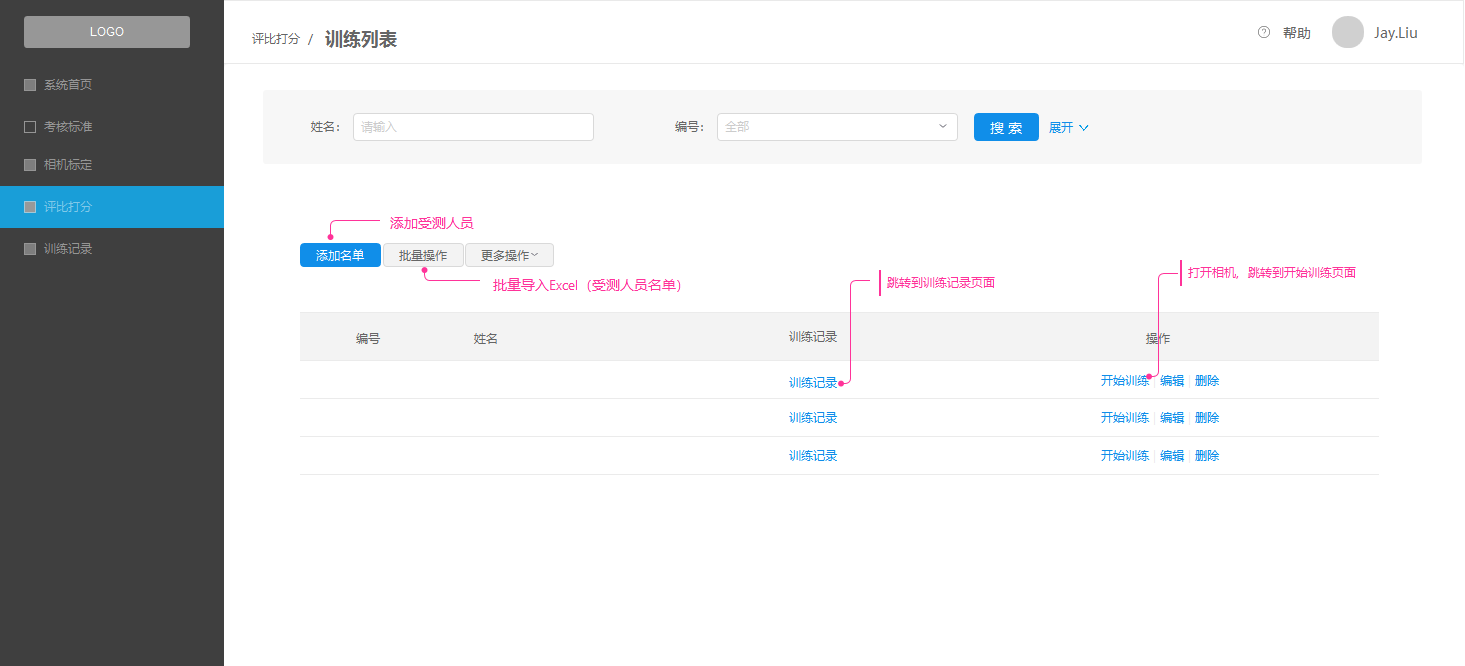 LOGO
系统首页
考核标准
相机标定
评比打分
训练记录
评比打分 / 训练列表
帮助 Jay.Liu
姓名: 请输入 编号: 全部 搜 索 展开
添加受测人员
添加名单 批量操作 更多操作
批量导入Excel（受测人员名单）
跳转到训练记录页面
打开相机，跳转到开始训练页面
编号 姓名 训练记录 操作
训练记录 开始训练 编辑 删除
训练记录 开始训练 编辑 删除
训练记录 开始训练 编辑 删除